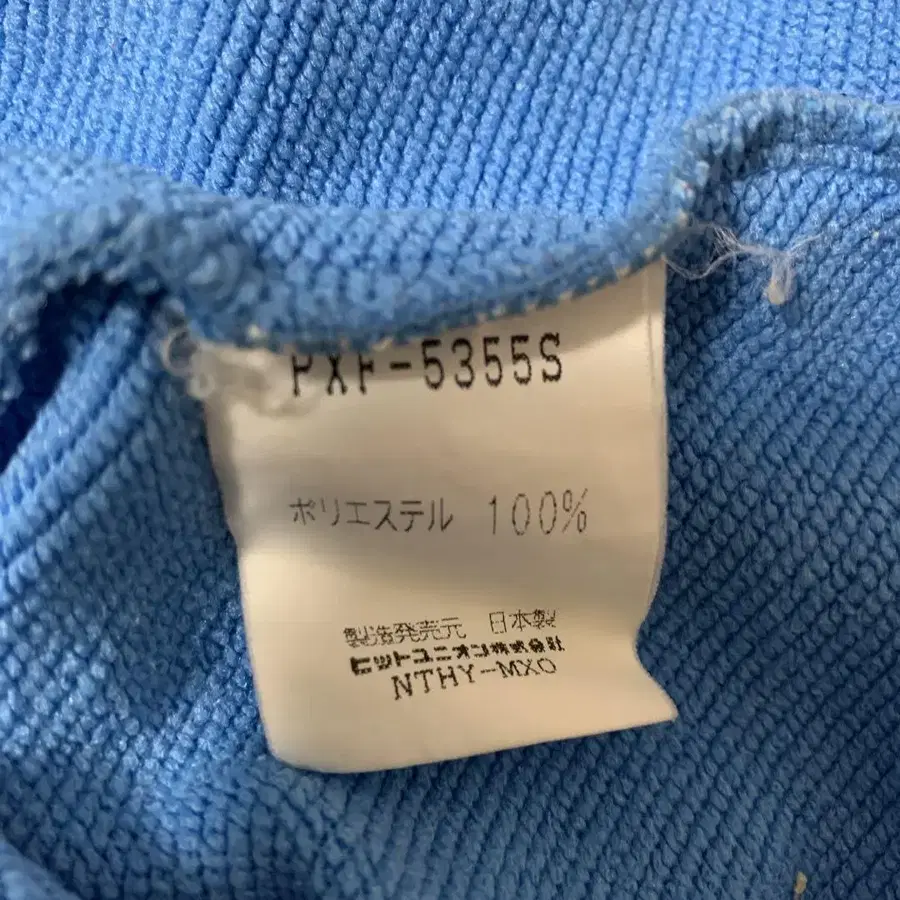 PXF-5355S
ポリエステル 100%
製造発売元 日本製
ヒットユニオン株式会社
NTHY-MXO